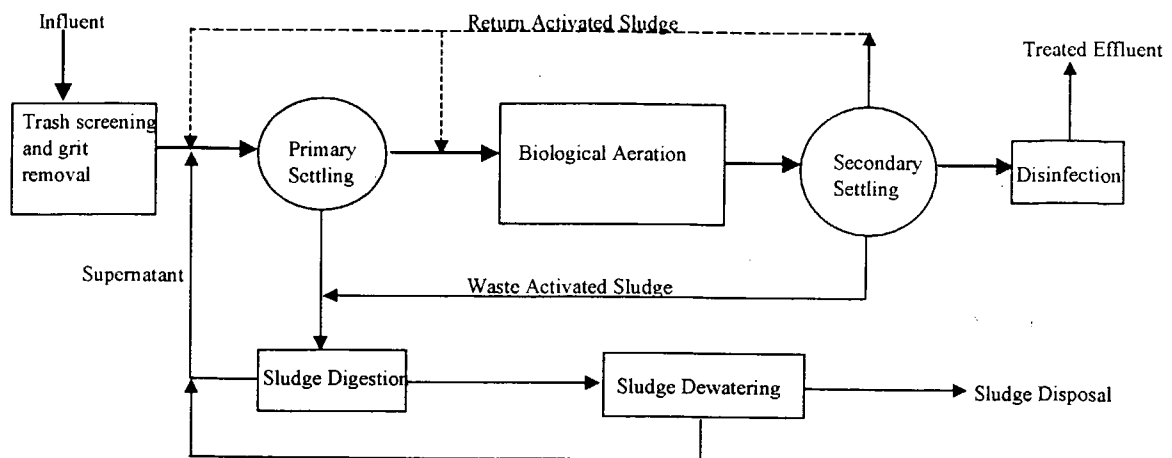 Influent
Return Activated Sludge
Treated Effluent
Trash screening
and grit
removal
Primary
Settling
Biological Aeration
Secondary
Settling
Disinfection
Supernatant
Waste Activated Sludge
Sludge Digestion
Sludge Dewatering
Sludge Disposal